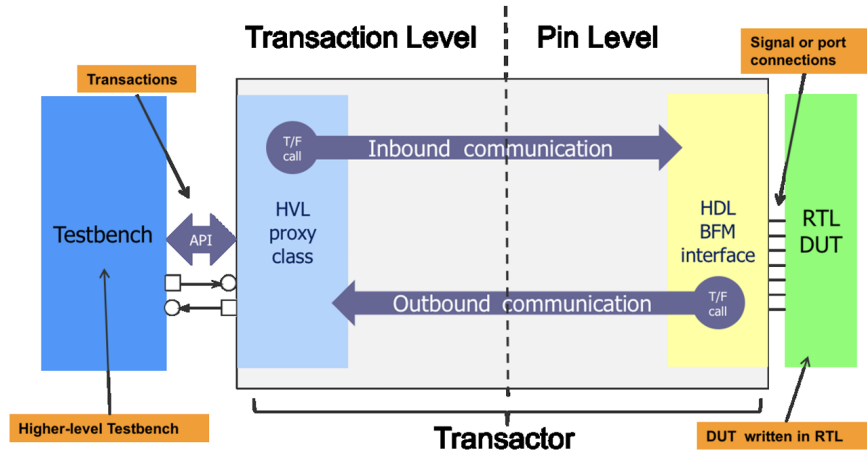 Transaction Level
Pin Level
Signal or port
connections
Transactions
T/F
call
Inbound communication
Testbench
API
HVL
proxy
class
HDL
BFM
interface
RTL
DUT
Outbound communication
T/F
call
Higher-level Testbench
Transactor
DUT written in RTL